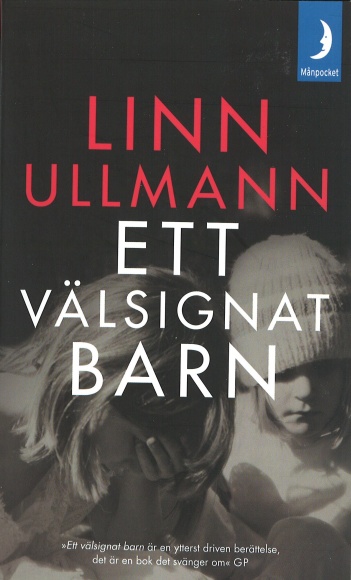 Månpocket
LINN
ULLMANN
ETT
VÄLSIGNAT
BARN
»Ett välsignat barn är en ytterst driven berättelse,
det är en bok det svänger om« GP